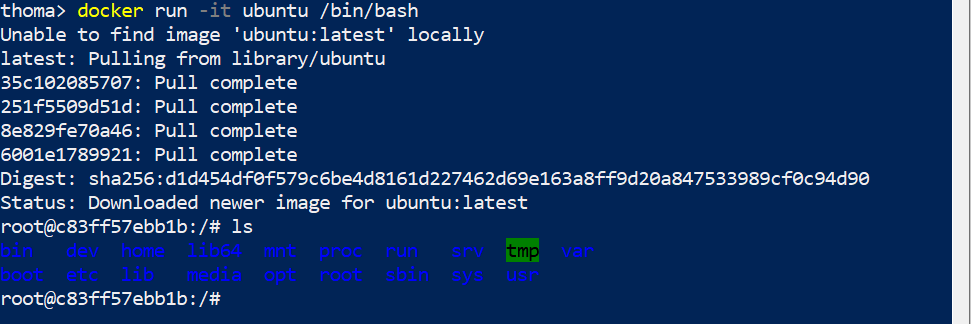 thoma> docker run -it ubuntu /bin/bash
Unable to find image 'ubuntu:latest' locally
latest: Pulling from library/ubuntu
35c102085707: Pull complete
251f5509d51d: Pull complete
8e829fe70a46: Pull complete
6001e1789921: Pull complete
Digest: sha256:d1d454df0f579c6be4d8161d227462d69e163a8ff9d20a847533989cf0c94d90
Status: Downloaded newer image for ubuntu:latest
root@c83ff57ebb1b:/# ls
bin dev home lib64 mnt proc run srv tmp var
boot etc lib media opt root sbin sys usr
root@c83ff57ebb1b:/#